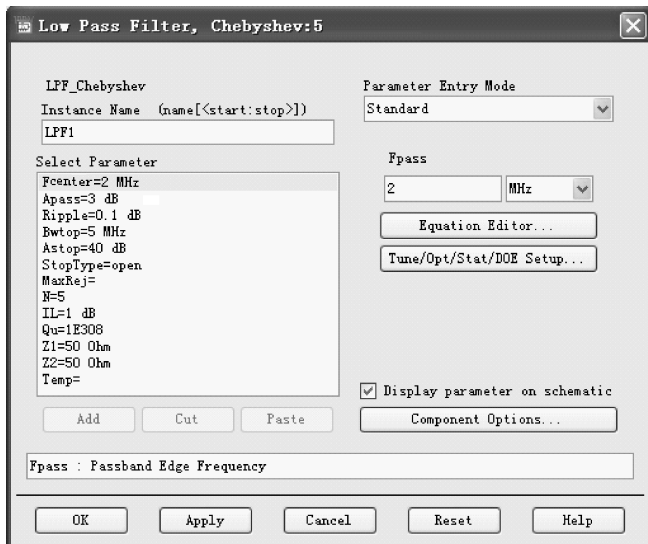 Low Pass Filter, Chebyshev:5
LPF_Chebyshev
Instance Name (name[<start:stop>])
LPF1
Select Parameter
Fcenter=2 MHz
Apass=3 dB
Ripple=0.1 dB
Bwtop=5 MHz
Astop=40 dB
StopType=open
MaxRej=
N=5
IL=1 dB
Qu=1E308
Z1=50 Ohm
Z2=50 Ohm
Temp=
Add Cut Paste
Parameter Entry Mode
Standard
Fpass
2 MHz
Equation Editor...
Tune/Opt/Stat/DOE Setup...
Display parameter on schematic
Component Options...
Fpass : Passband Edge Frequency
OK Apply Cancel Reset Help